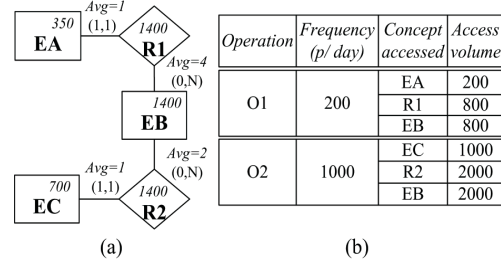 350
EA
Avg=1
(1,1)
1400
R1
Avg=4
(0,N)
1400
EB
Avg=2
(0,N)
700
EC
Avg=1
(1,1)
1400
R2
(a)
Operation Frequency (p/ day) Concept accessed Access volume
O1 200 EA 200
R1 800
EB 800
O2 1000 EC 1000
R2 2000
EB 2000
(b)